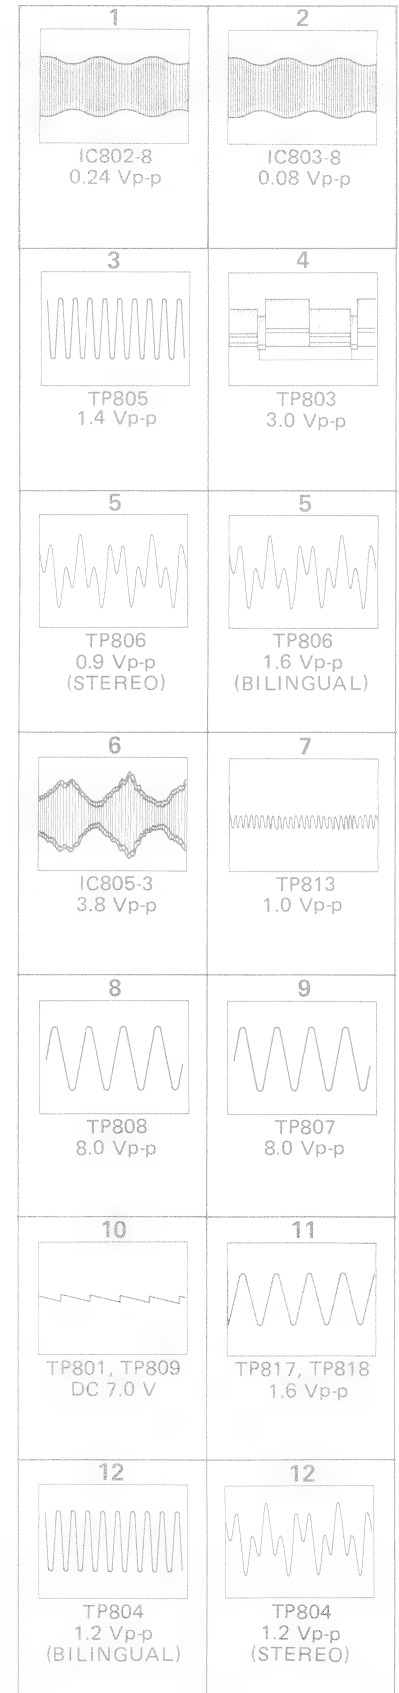 1
IC802-8
0.24 Vp-p
2
IC803-8
0.08 Vp-p
3
TP805
1.4 Vp-p
4
TP803
3.0 Vp-p
5
TP806
0.9 Vp-p
(STEREO)
5
TP806
1.6 Vp-p
(BILINGUAL)
6
IC805-3
3.8 Vp-p
7
TP813
1.0 Vp-p
8
TP808
8.0 Vp-p
9
TP807
8.0 Vp-p
10
TP801, TP809
DC 7.0 V
11
TP817, TP818
1.6 Vp-p
12
TP804
1.2 Vp-p
(BILINGUAL)
12
TP804
1.2 Vp-p
(STEREO)